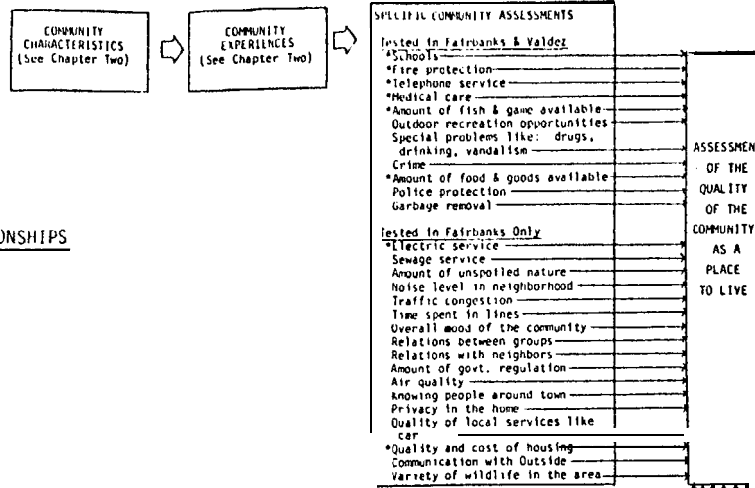 COMMUNITY
CHARACTERISTICS
(See Chapter Two)
COMMUNITY
EXPERIENCES
(See Chapter Two)
SPECIFIC COMMUNITY ASSESSMENTS
Tested in Fairbanks & Valdez
*Schools
*Fire protection
*Telephone service
*Medical care
*Amount of fish & game available
Outdoor recreation opportunities
Special problems like: drugs,
drinking, vandalism
Crime
*Amount of food & goods available
Police protection
Garbage removal
Tested in Fairbanks Only
*Electric service
Sewage service
Amount of unspoiled nature
Noise level in neighborhood
Traffic congestion
Time spent in lines
Overall mood of the community
Relations between groups
Relations with neighbors
Amount of govt. regulation
Air quality
Knowing people around town
Privacy in the home
Quality of local services like
car
*Quality and cost of housing
Communication with Outside
Variety of wildlife in the area
ASSESSMEN
OF THE
QUALITY
OF THE
COMMUNITY
AS A
PLACE
TO LIVE
ONSHIPS